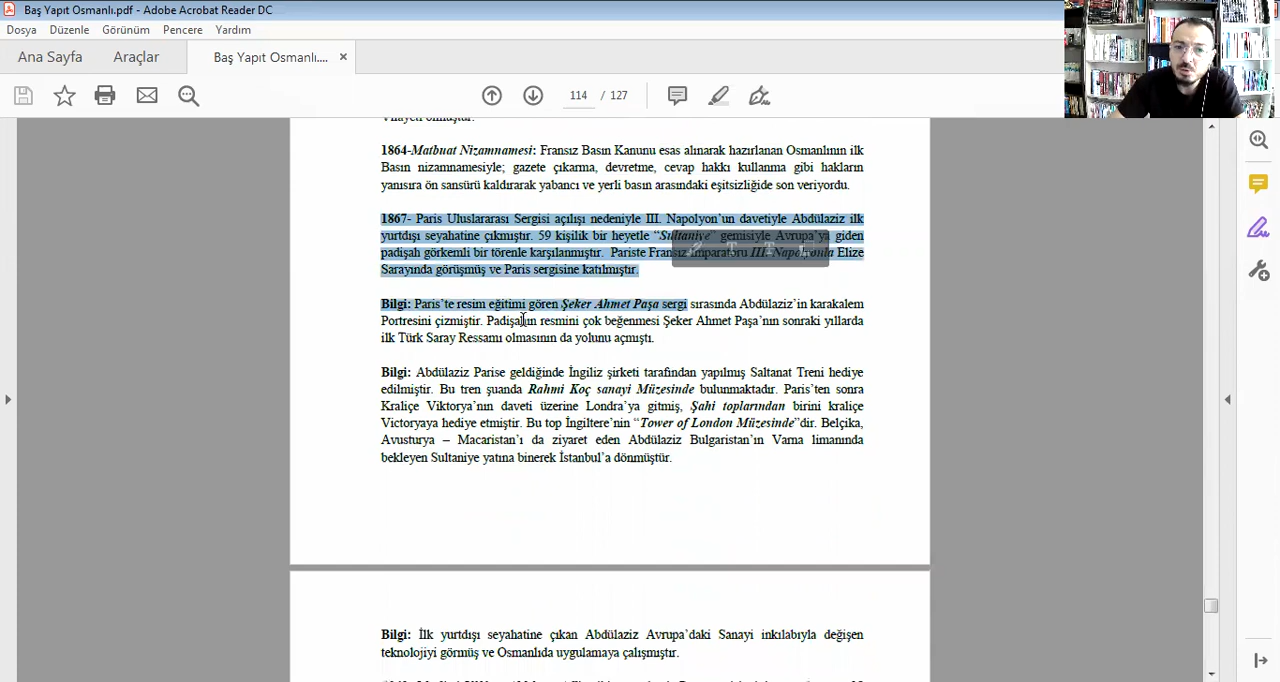 Baş Yapıt Osmanlı.pdf - Adobe Acrobat Reader DC
Dosya Düzenle Görünüm Pencere Yardım
Ana Sayfa Araçlar Baş Yapıt Osmanlı.... ×
114 / 127
Vilayeti olmuştur.
1864-Matbuat Nizamnamesi: Fransız Basın Kanunu esas alınarak hazırlanan Osmanlının ilk
Basın nizamnamesiyle; gazete çıkarma, devretme, cevap hakkı kullanma gibi hakların
yanısıra ön sansürü kaldırarak yabancı ve yerli basın arasındaki eşitsizliğide son veriyordu.
1867- Paris Uluslararası Sergisi açılışı nedeniyle III. Napolyon’un davetiyle Abdülaziz ilk
yurtdışı seyahatine çıkmıştır. 59 kişilik bir heyetle “Sultaniye” gemisiyle Avrupa’ya giden
padişah görkemli bir törenle karşılanmıştır. Pariste Fransız İmparatoru III. Napolyonla Elize
Sarayında görüşmüş ve Paris sergisine katılmıştır.
Bilgi: Paris’te resim eğitimi gören Şeker Ahmet Paşa sergi sırasında Abdülaziz’in karakalem
Portresini çizmiştir. Padişahın resmini çok beğenmesi Şeker Ahmet Paşa’nın sonraki yıllarda
ilk Türk Saray Ressamı olmasının da yolunu açmıştı.
Bilgi: Abdülaziz Parise geldiğinde İngiliz şirketi tarafından yapılmış Saltanat Treni hediye
edilmiştir. Bu tren şuanda Rahmi Koç sanayi Müzesinde bulunmaktadır. Paris’ten sonra
Kraliçe Viktorya’nın daveti üzerine Londra’ya gitmiş, Şahi toplarından birini kraliçe
Victoryaya hediye etmiştir. Bu top İngiltere’nin “Tower of London Müzesinde”dir. Belçika,
Avusturya – Macaristan’ı da ziyaret eden Abdülaziz Bulgaristan’ın Varna limanında
bekleyen Sultaniye yatına binerek İstanbul’a dönmüştür.
Bilgi: İlk yurtdışı seyahatine çıkan Abdülaziz Avrupa’daki Sanayi inkılabıyla değişen
teknolojiyi görmüş ve Osmanlıda uygulamaya çalışmıştır.